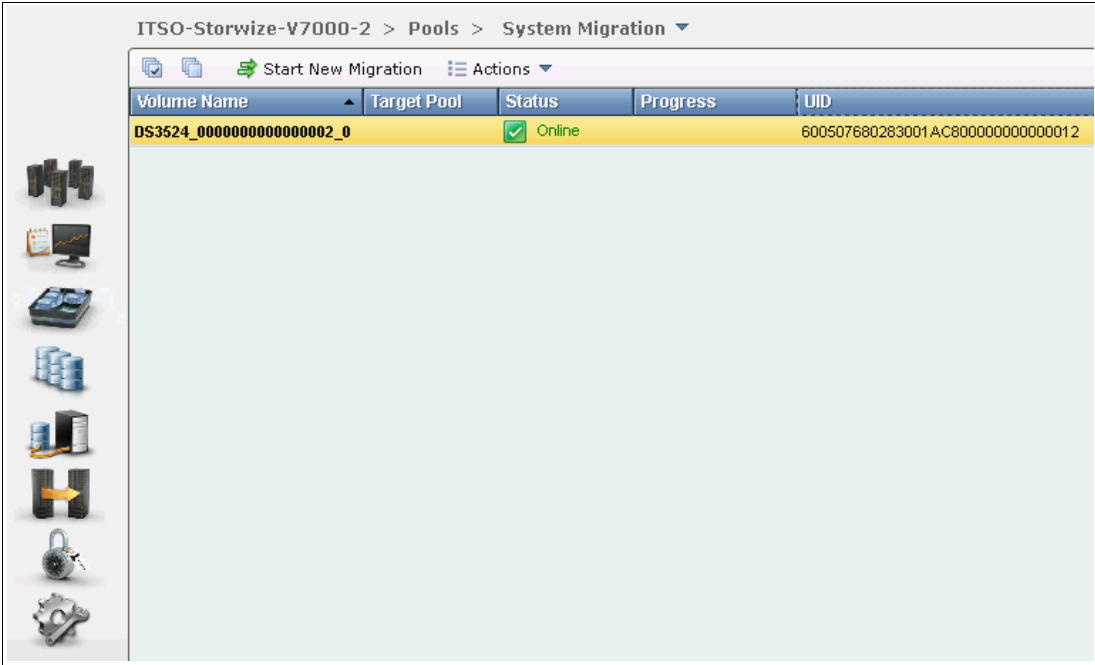 ITSO-Storwize-V7000-2 > Pools > System Migration
Start New Migration Actions
Volume Name Target Pool Status Progress UID
DS3524_0000000000000002_0 Online 600507680283001AC800000000000012